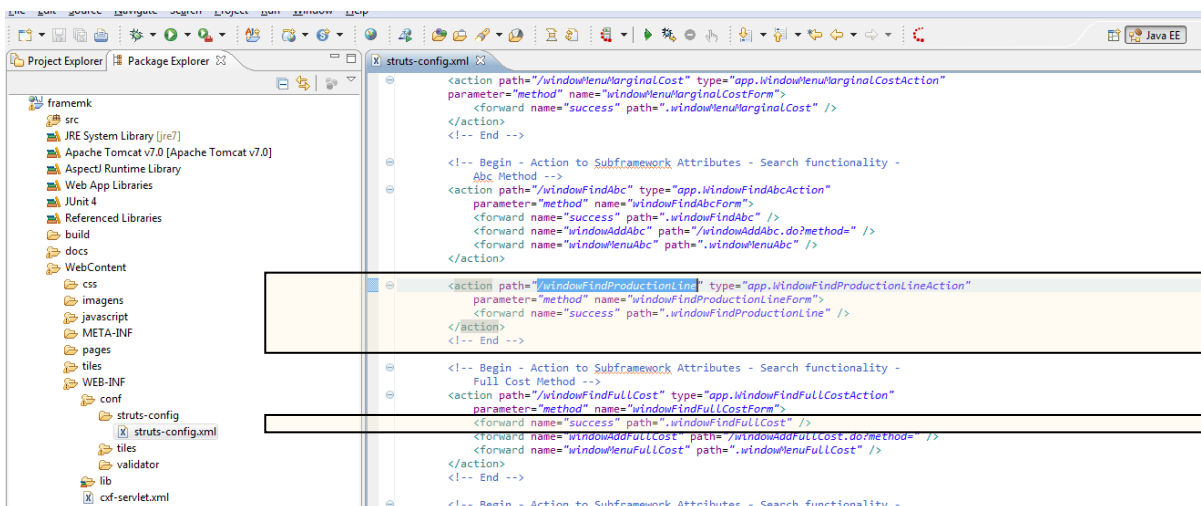 File Edit Source Navigate Search Project Run Window Help
Java EE
Project Explorer
Package Explorer
framemk
src
JRE System Library [jre7]
Apache Tomcat v7.0 [Apache Tomcat v7.0]
AspectJ Runtime Library
Web App Libraries
JUnit 4
Referenced Libraries
build
docs
WebContent
css
imagens
javascript
META-INF
pages
tiles
WEB-INF
conf
struts-config
struts-config.xml
tiles
validator
lib
cxf-servlet.xml
struts-config.xml
<action path="/windowMenuMarginalCost" type="app.WindowMenuMarginalCostAction"
parameter="method" name="windowMenuMarginalCostForm">
<forward name="success" path=".windowMenuMarginalCost" />
</action>
<!-- End -->
<!-- Begin - Action to Subframework Attributes - Search functionality -
Abc Method -->
<action path="/windowFindAbc" type="app.WindowFindAbcAction"
parameter="method" name="windowFindAbcForm">
<forward name="success" path=".windowFindAbc" />
<forward name="windowAddAbc" path="/windowAddAbc.do?method=" />
<forward name="windowMenuAbc" path=".windowMenuAbc" />
</action>
<action path="/windowFindProductionLine" type="app.WindowFindProductionLineAction"
parameter="method" name="windowFindProductionLineForm">
<forward name="success" path=".windowFindProductionLine" />
</action>
<!-- End -->
<!-- Begin - Action to Subframework Attributes - Search functionality -
Full Cost Method -->
<action path="/windowFindFullCost" type="app.WindowFindFullCostAction"
parameter="method" name="windowFindFullCostForm">
<forward name="success" path=".windowFindFullCost" />
<forward name="windowAddFullCost" path="/windowAddFullCost.do?method=" />
<forward name="windowMenuFullCost" path=".windowMenuFullCost" />
</action>
<!-- End -->
<!-- Begin - Action to Subframework Attributes - Search functionality -